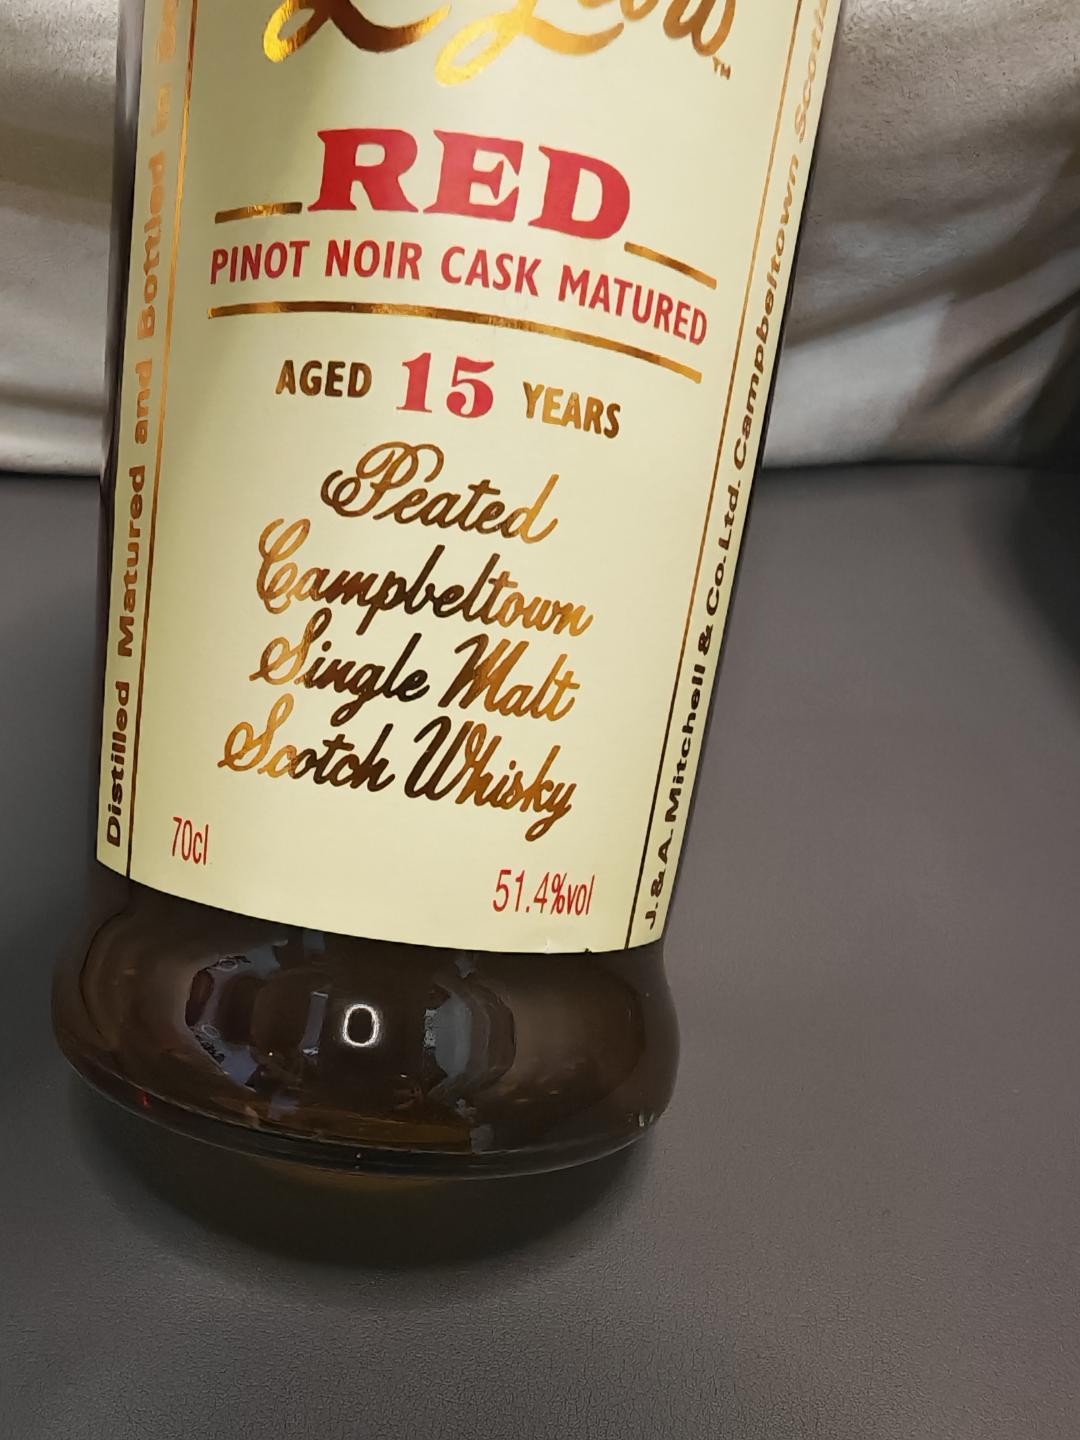 RED
PINOT NOIR CASK MATURED
AGED 15 YEARS
Peated
Campbeltown
Single Malt
Scotch Whisky
70cl
51.4%vol
Distilled Matured and Bottled in
J. & A. Mitchell & Co. Ltd. Campbeltown Scotla